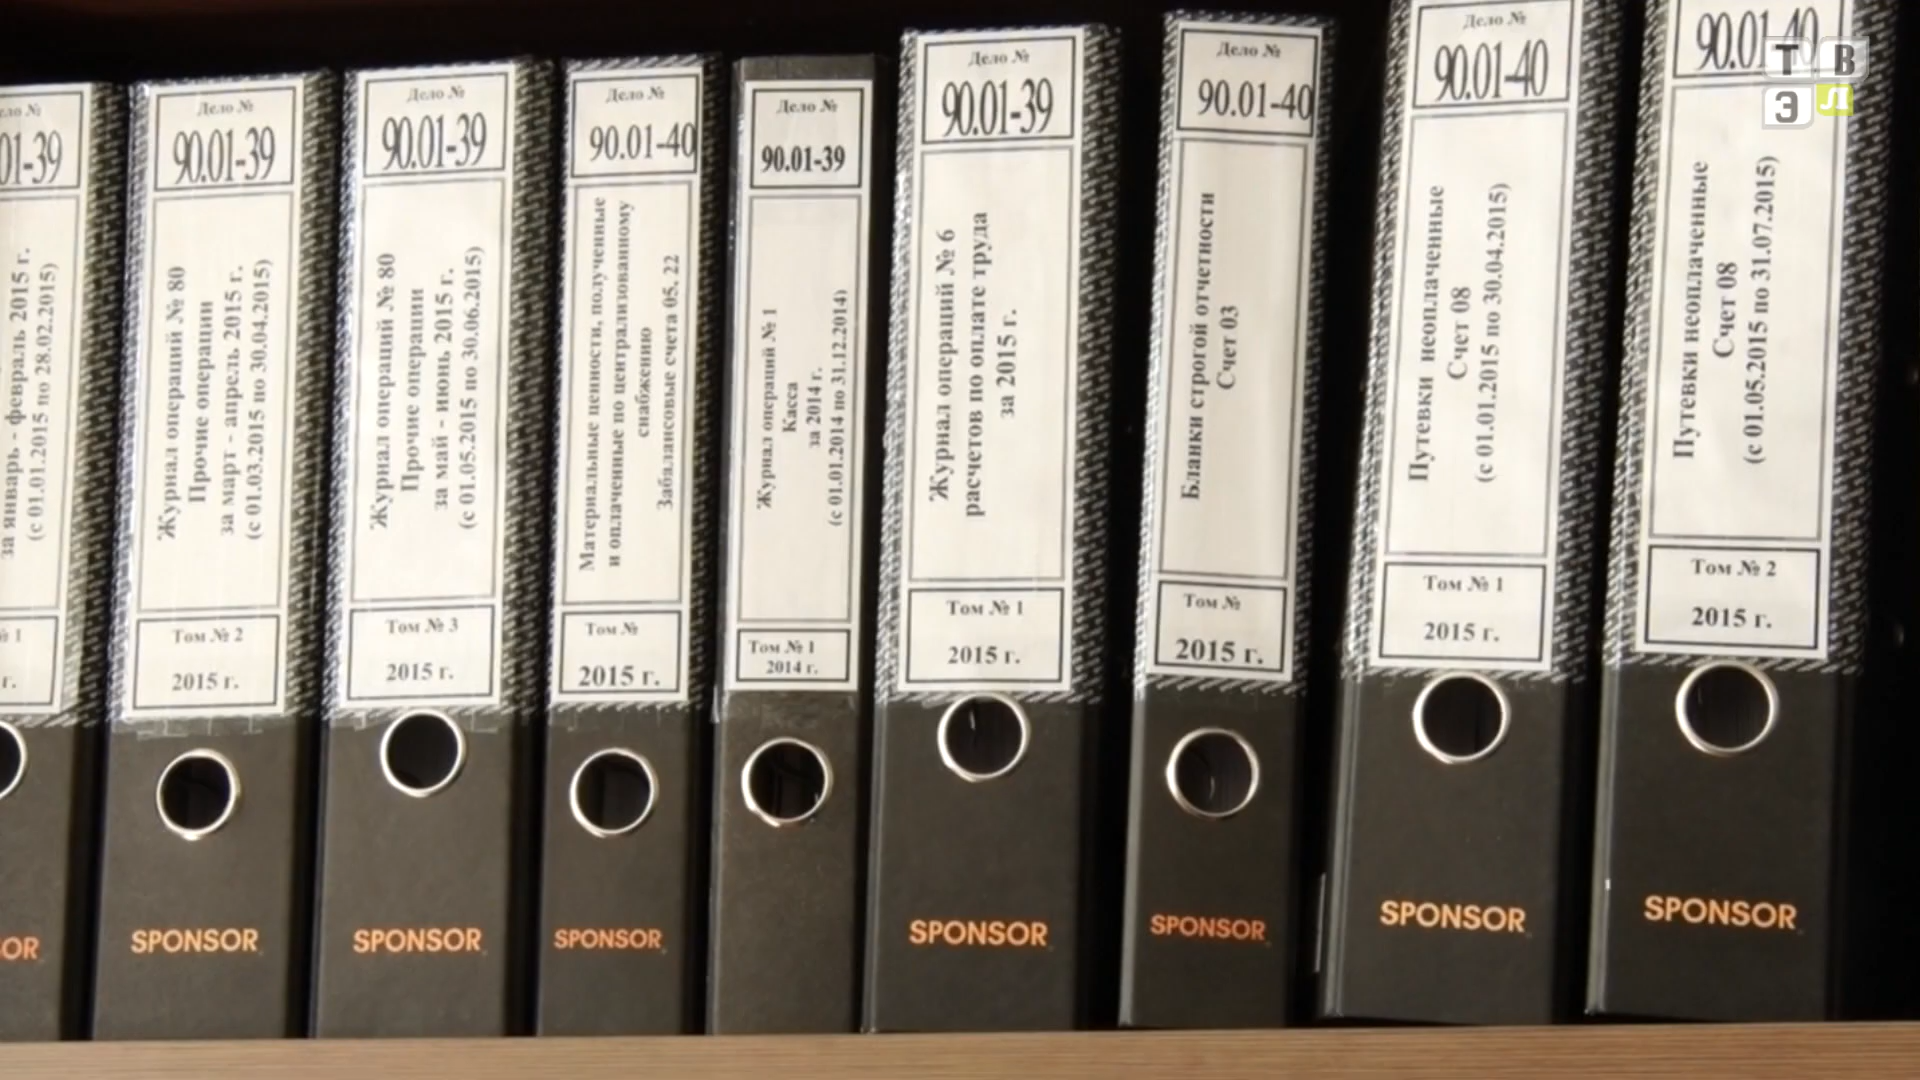 01-39
за январь - февраль 2015 г.
(с 01.01.2015 по 28.02.2015)
№ 1
г.
Дело №
90.01-39
Журнал операций № 80
Прочие операции
за март - апрель 2015 г.
(с 01.03.2015 по 30.04.2015)
Том № 2
2015 г.
SPONSOR
Дело №
90.01-39
Журнал операций № 80
Прочие операции
за май - июнь 2015 г.
(с 01.05.2015 по 30.06.2015)
Том № 3
2015 г.
SPONSOR
Дело №
90.01-40
Материальные ценности, полученные
и оплаченные по централизованному
снабжению
Забалансовые счета 05, 22
Том №
2015 г.
SPONSOR
Дело №
90.01-39
Журнал операций № 1
Касса
за 2014 г.
(с 01.01.2014 по 31.12.2014)
Том № 1
2014 г.
Дело №
90.01-39
Журнал операций № 6
расчетов по оплате труда
за 2015 г.
Том № 1
2015 г.
SPONSOR
Дело №
90.01-40
Бланки строгой отчетности
Счет 03
Том №
2015 г.
SPONSOR
Дело №
90.01-40
Путевки неоплаченные
Счет 08
(с 01.01.2015 по 30.04.2015)
Том № 1
2015 г.
SPONSOR
90.01-40
Путевки неоплаченные
Счет 08
(с 01.05.2015 по 31.07.2015)
Том № 2
2015 г.
SPONSOR
ТВ
ЭЛ